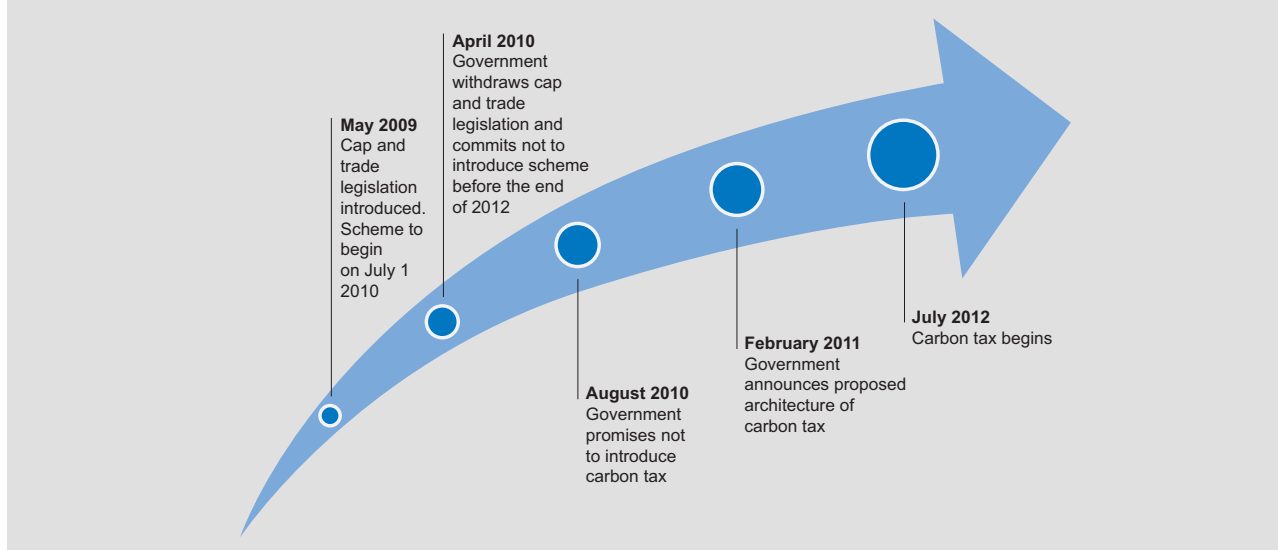 May 2009
Cap and
trade
legislation
introduced.
Scheme to
begin
on July 1
2010
April 2010
Government
withdraws cap
and trade
legislation and
commits not to
introduce scheme
before the end
of 2012
August 2010
Government
promises not
to introduce
carbon tax
February 2011
Government
announces proposed
architecture of
carbon tax
July 2012
Carbon tax begins